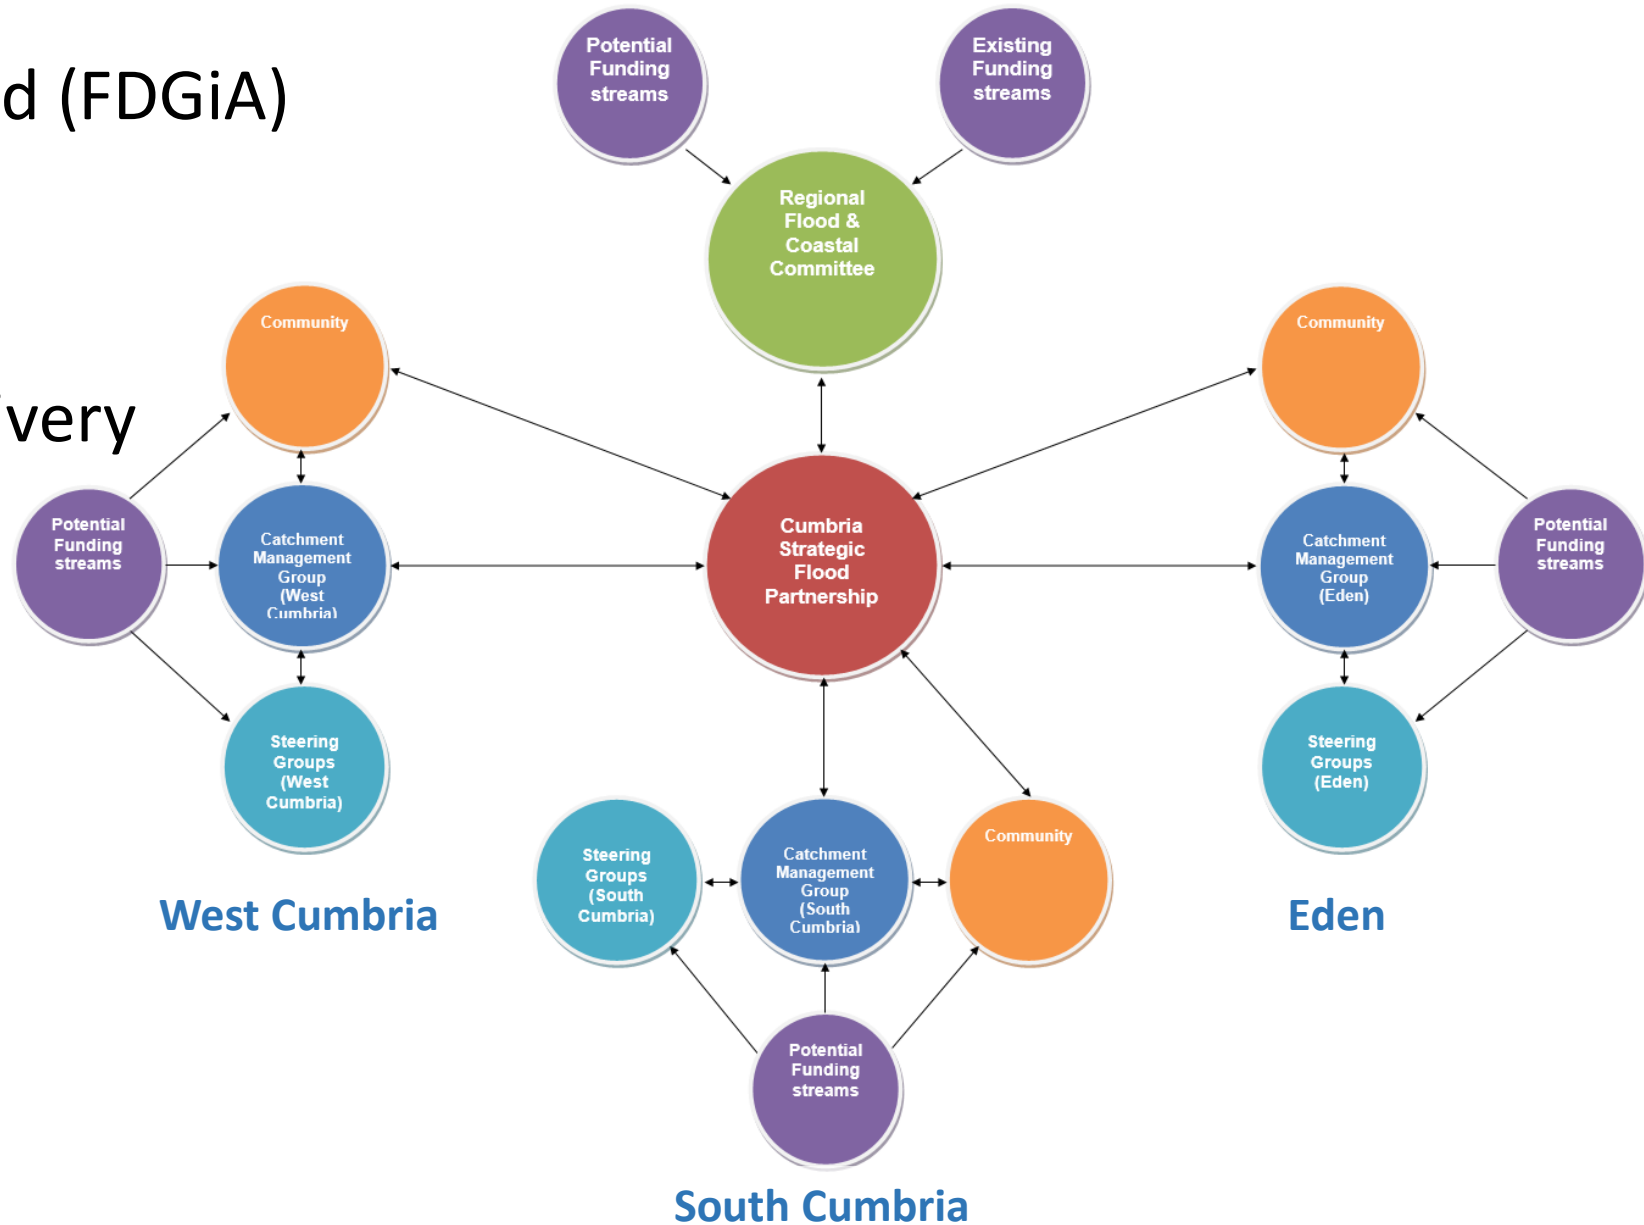 Potential
Funding
streams
Existing
Funding
streams
d (FDGiA)
Regional
Flood &
Coastal
Committee
Community
Community
ivery
Potential
Funding
streams
Catchment
Management
Group
(West
Cumbria)
Cumbria
Strategic
Flood
Partnership
Catchment
Management
Group
(Eden)
Potential
Funding
streams
Steering
Groups
(West
Cumbria)
Steering
Groups
(Eden)
Steering
Groups
(South
Cumbria)
Catchment
Management
Group
(South
Cumbria)
Community
West Cumbria
Eden
Potential
Funding
streams
South Cumbria